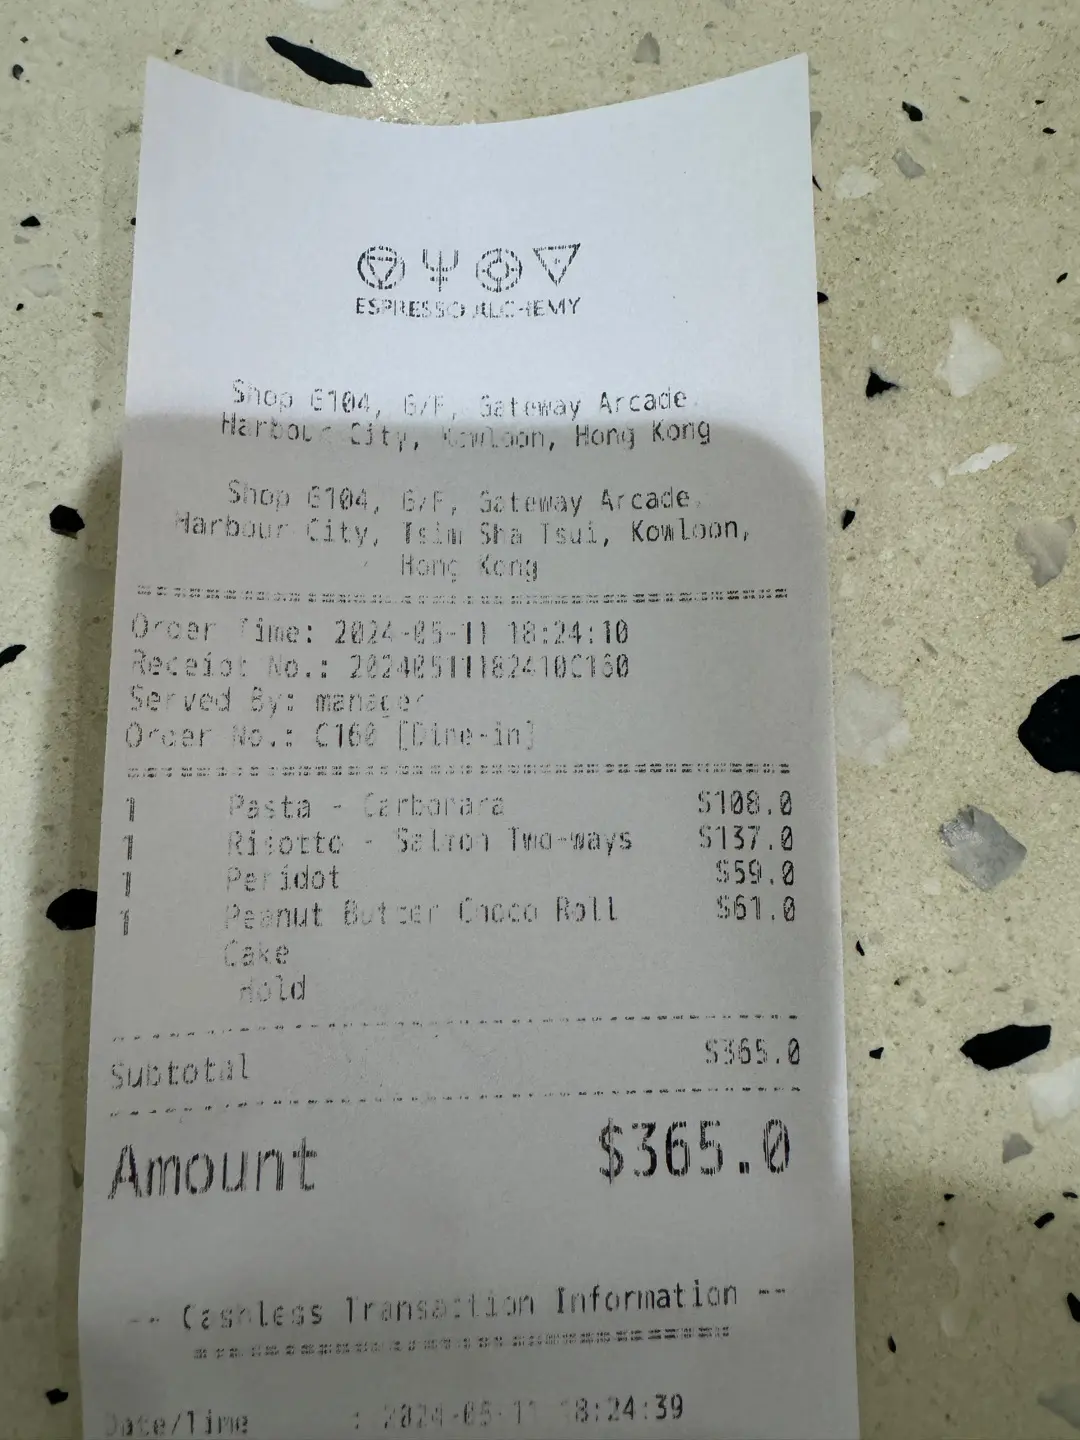 ESPRESSO ALCHEMY
Shop G104, G/F, Gateway Arcade,
Harbour City, Kowloon, Hong Kong
Shop G104, G/F, Gateway Arcade,
Harbour City, Tsim Sha Tsui, Kowloon,
Hong Kong
Order Time: 2024-05-11 18:24:10
Receipt No.: 20240511182410C160
Served By: manager
Order No.: C160 [Dine-in]
1 Pasta - Carbonara $108.0
1 Risotto - Salmon Two-ways $137.0
1 Peridot $59.0
1 Peanut Butter Choco Roll $61.0
Cake
Hold
Subtotal $365.0
Amount $365.0
-- Cashless Transaction Information --
Date/Time : 2024-05-11 18:24:39